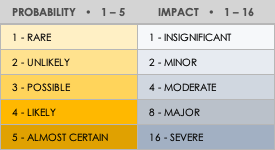 PROBABILITY • 1 – 5 IMPACT • 1 – 16
1 - RARE 1 - INSIGNIFICANT
2 - UNLIKELY 2 - MINOR
3 - POSSIBLE 4 - MODERATE
4 - LIKELY 8 - MAJOR
5 - ALMOST CERTAIN 16 - SEVERE